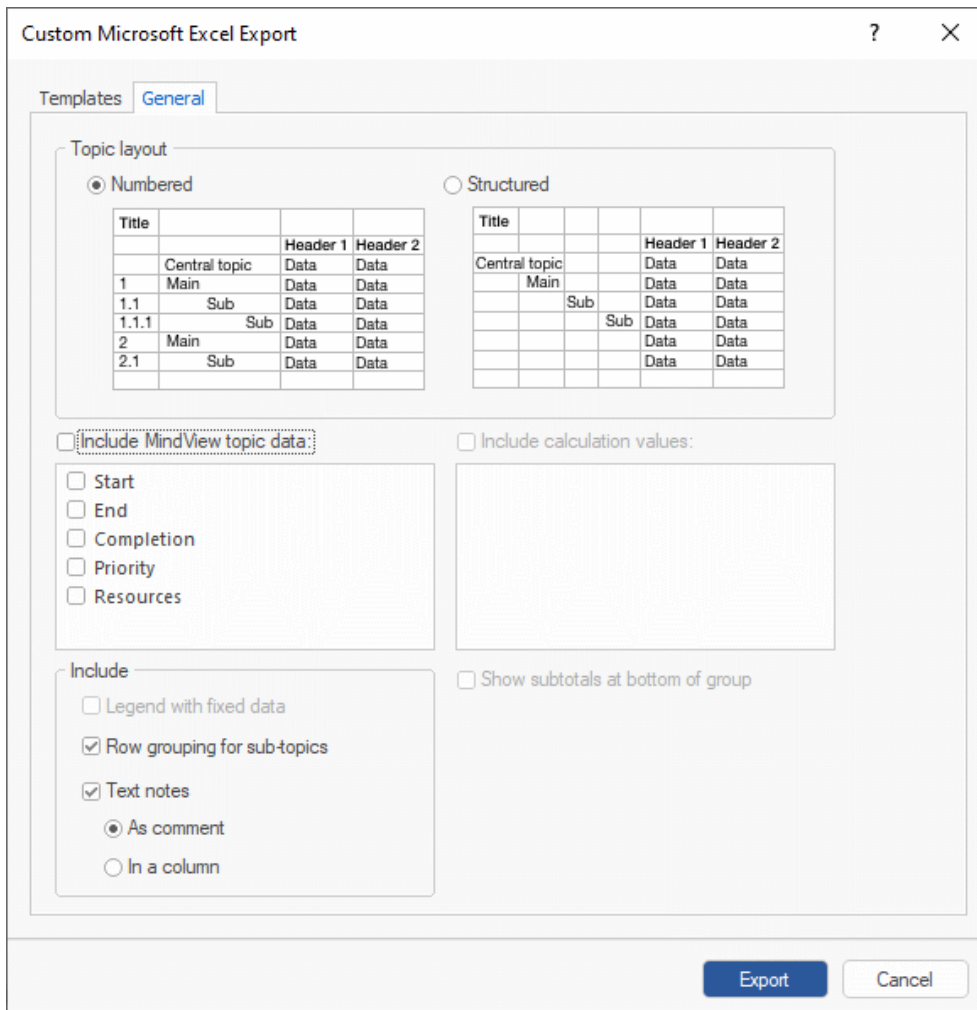 Custom Microsoft Excel Export ?
Templates General
Topic layout
Numbered Structured
Title
Header 1 Header 2
Central topic Data Data
1 Main Data Data
1.1 Sub Data Data
1.1.1 Sub Data Data
2 Main Data Data
2.1 Sub Data Data
Title
Header 1 Header 2
Central topic Data Data
Main Data Data
Sub Data Data
Sub Data Data
Data Data
Data Data
Include MindView topic data:
Include calculation values:
Start
End
Completion
Priority
Resources
Include
Legend with fixed data
Row grouping for sub-topics
Text notes
As comment
In a column
Show subtotals at bottom of group
Export Cancel